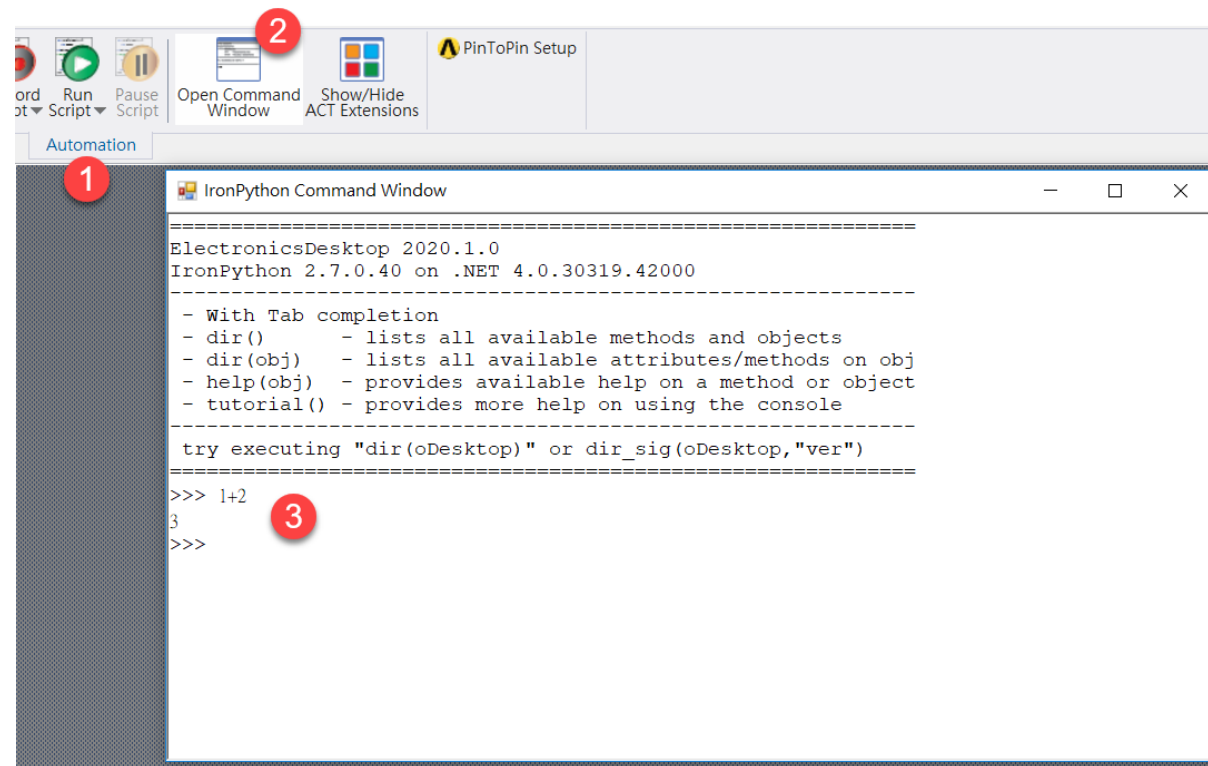 2
PinToPin Setup
ord Run Pause Open Command Show/Hide
pt Script Script Window ACT Extensions
Automation
1
IronPython Command Window
=============================================================
ElectronicsDesktop 2020.1.0
IronPython 2.7.0.40 on .NET 4.0.30319.42000
-------------------------------------------------------------
- With Tab completion
- dir() - lists all available methods and objects
- dir(obj) - lists all available attributes/methods on obj
- help(obj) - provides available help on a method or object
- tutorial() - provides more help on using the console
-------------------------------------------------------------
try executing "dir(oDesktop)" or dir_sig(oDesktop,"ver")
=============================================================
>>> 1+2
3
3
>>>